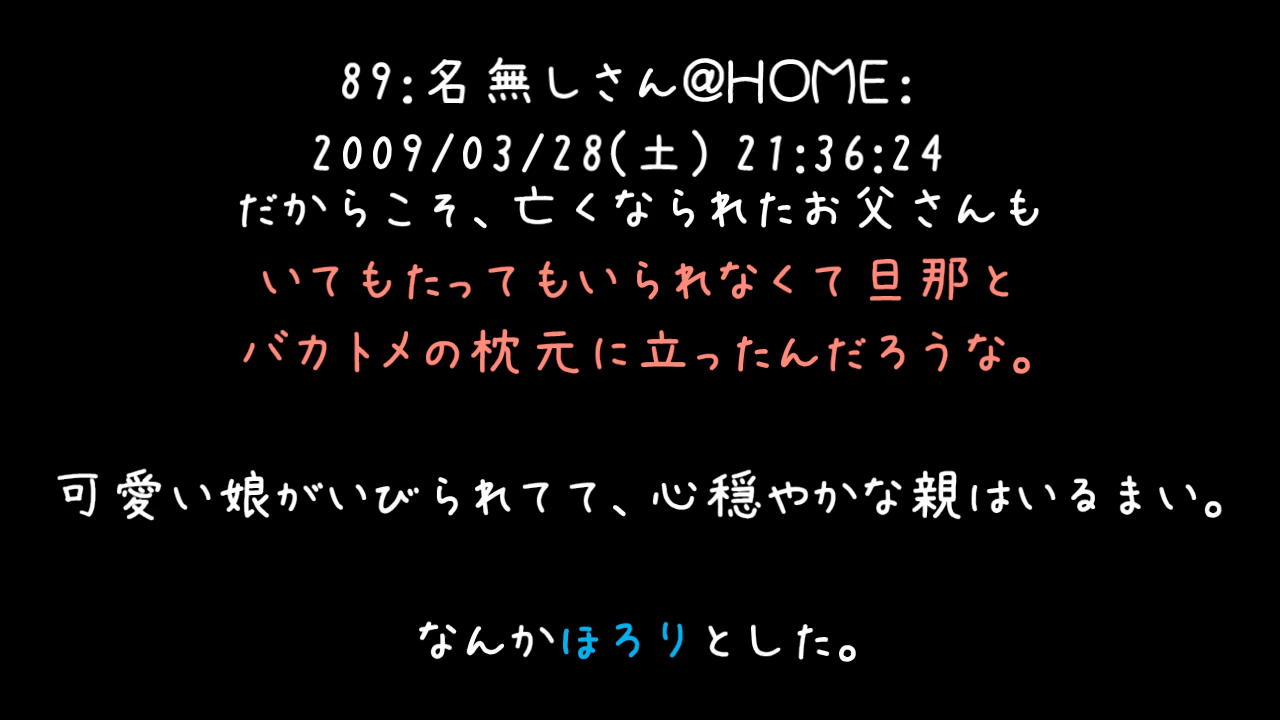 89:名無しさん@HOME:
2009/03/28(土) 21:36:24
だからこそ、亡くなられたお父さんも
いてもたってもいられなくて旦那と
バカトメの枕元に立ったんだろうな。
可愛い娘がいびられてて、心穏やかな親はいるまい。
なんかほろりとした。